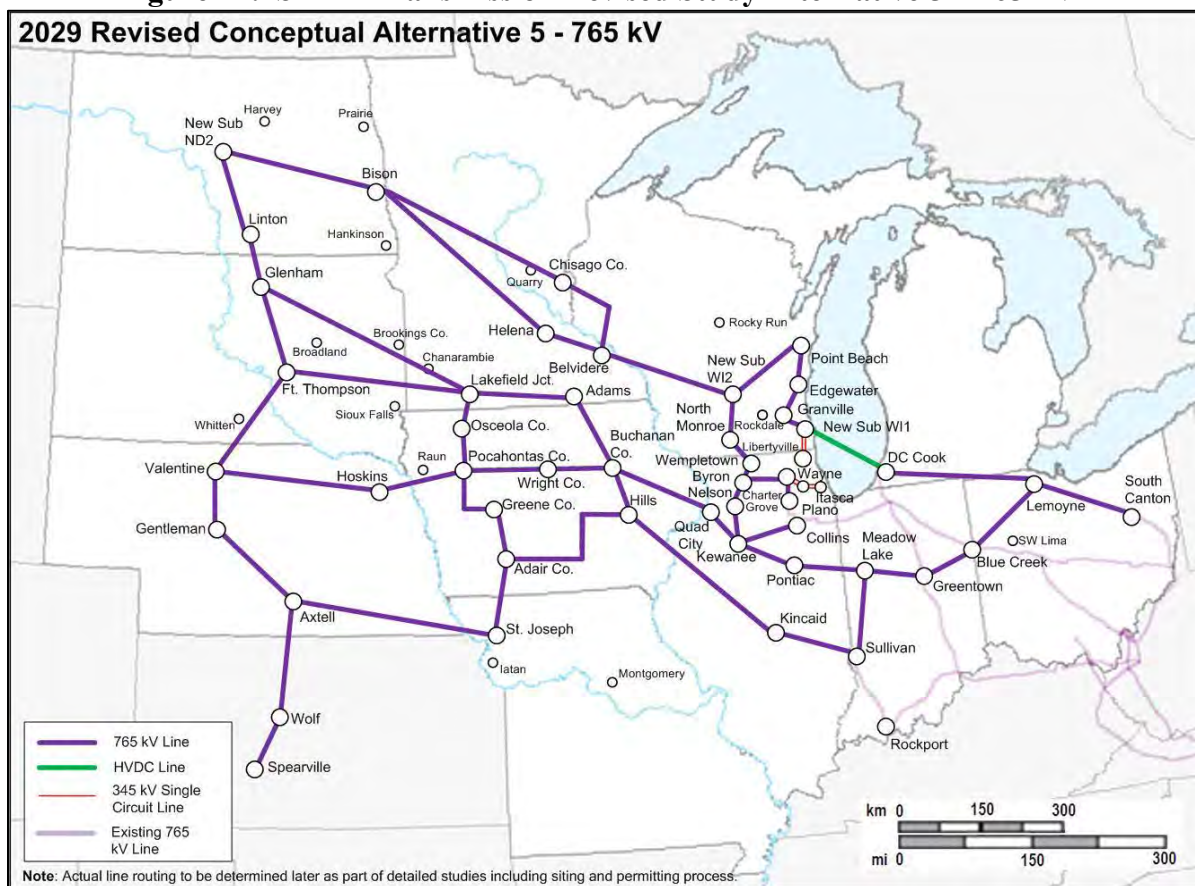 2029 Revised Conceptual Alternative 5 - 765 kV
Harvey
Prairie
New Sub
ND2
Bison
Linton
Hankinson
Glenham
Chisago Co.
Quarry
Rocky Run
Helena
Brookings Co.
Broadland
Chanarambie
Belvidere
New Sub
WI2
Point Beach
Ft. Thompson
Lakefield Jct.
Adams
Edgewater
Sioux Falls
North
Monroe
Rockdale
Granville
Whitten
Osceola Co.
Buchanan
Co.
Libertyville
New Sub WI1
Valentine
Hoskins
Raun
Pocahontas Co.
Wright Co.
Wempletown
Byron
Nelson
Wayne
DC Cook
Itasca
Charter
Grove
Plano
Lemoyne
South
Canton
Gentleman
Greene Co.
Hills
Quad
City
Collins
Meadow
Lake
SW Lima
Kewanee
Blue Creek
Adair Co.
Pontiac
Greentown
Axtell
St. Joseph
Kincaid
Sullivan
Iatan
Montgomery
Wolf
Rockport
Spearville
765 kV Line
HVDC Line
345 kV Single
Circuit Line
Existing 765
kV Line
km 0 150 300
mi 0 150 300
Note: Actual line routing to be determined later as part of detailed studies including siting and permitting process.